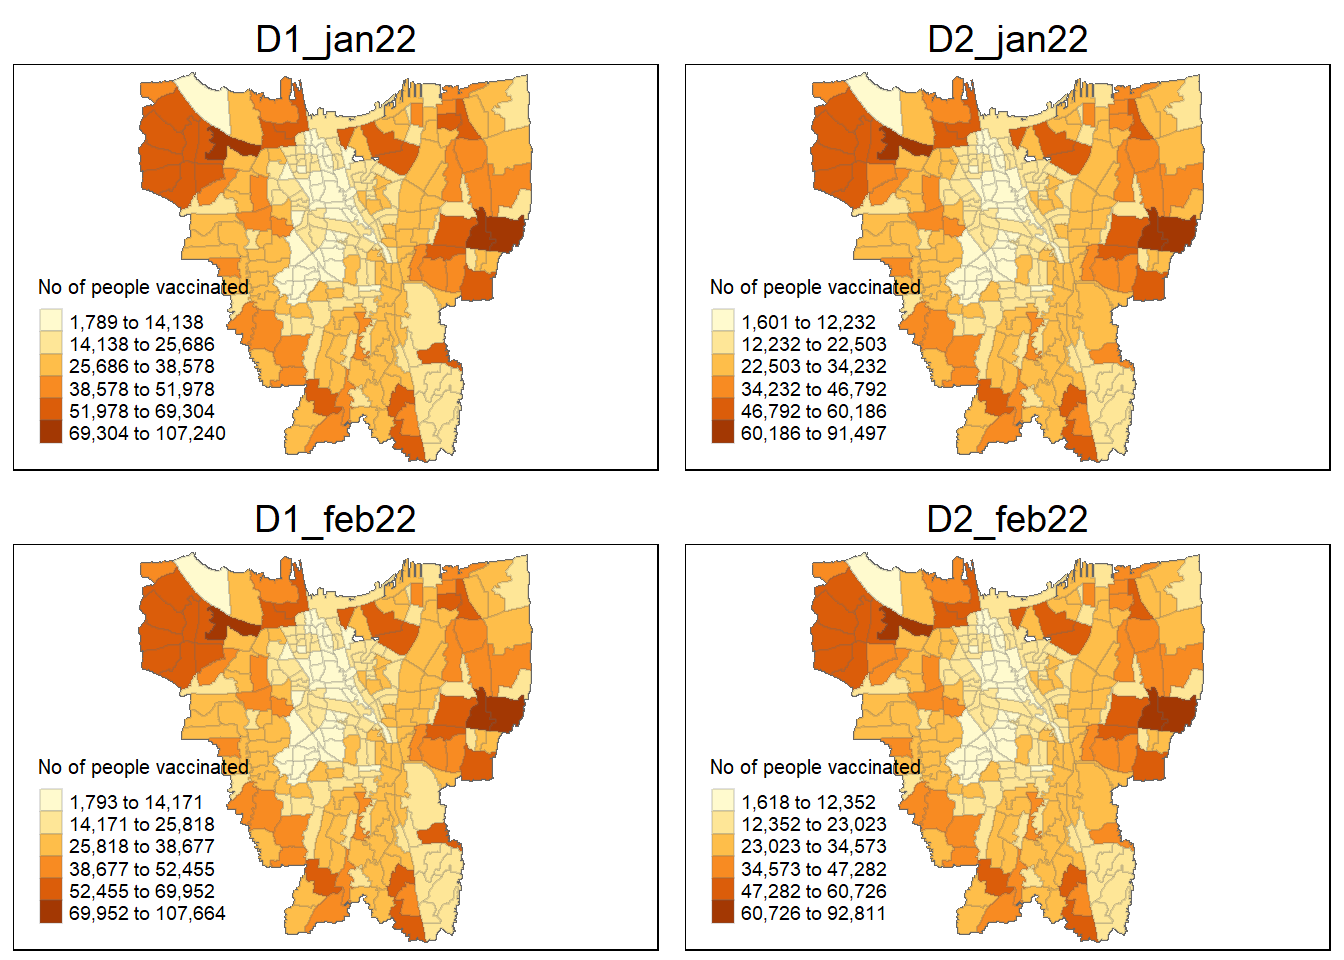 D1_jan22
No of people vaccinated
1,789 to 14,138
14,138 to 25,686
25,686 to 38,578
38,578 to 51,978
51,978 to 69,304
69,304 to 107,240
D2_jan22
No of people vaccinated
1,601 to 12,232
12,232 to 22,503
22,503 to 34,232
34,232 to 46,792
46,792 to 60,186
60,186 to 91,497
D1_feb22
No of people vaccinated
1,793 to 14,171
14,171 to 25,818
25,818 to 38,677
38,677 to 52,455
52,455 to 69,952
69,952 to 107,664
D2_feb22
No of people vaccinated
1,618 to 12,352
12,352 to 23,023
23,023 to 34,573
34,573 to 47,282
47,282 to 60,726
60,726 to 92,811